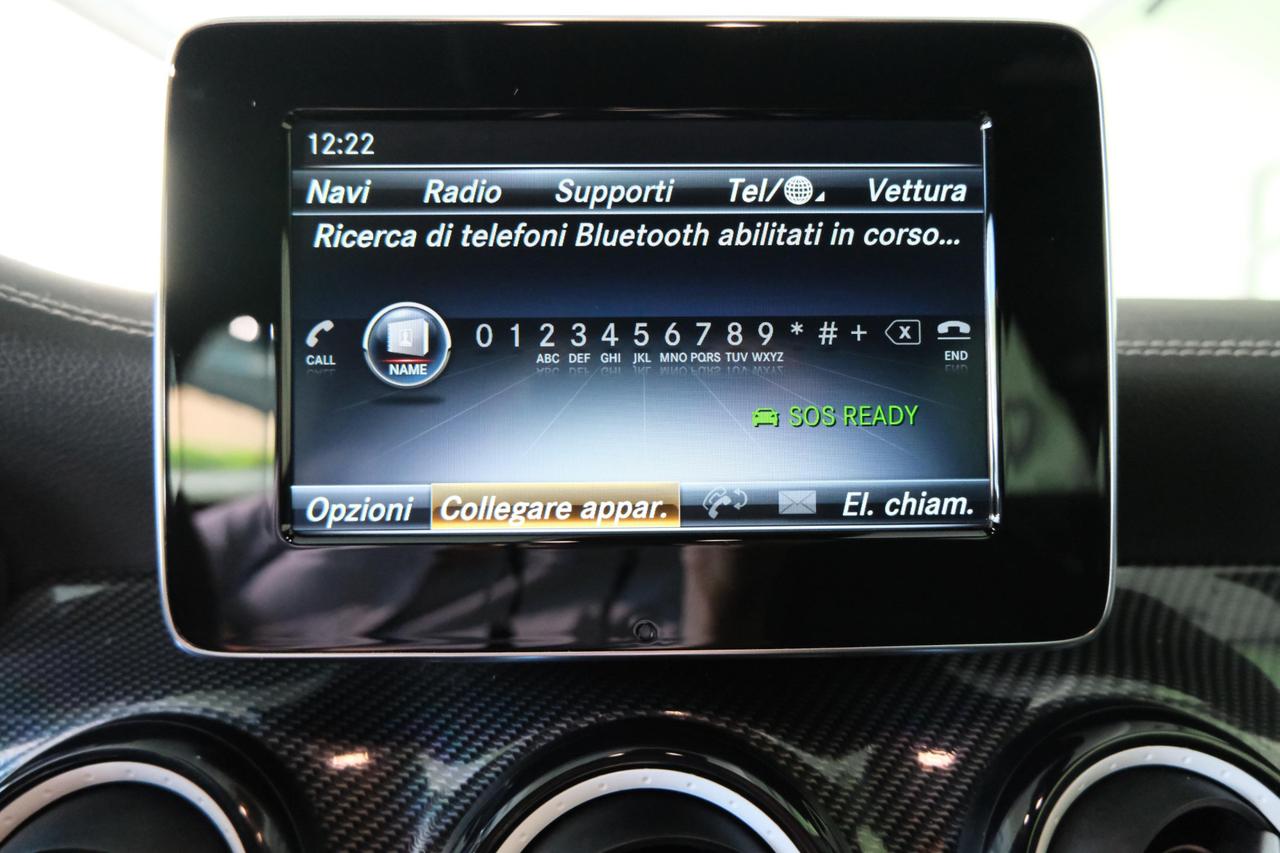 12:22
Navi Radio Supporti Tel/ Vettura
Ricerca di telefoni Bluetooth abilitati in corso...
CALL NAME 0 1 2 3 4 5 6 7 8 9 * # + X END
ABC DEF GHI JKL MNO PQRS TUV WXYZ
SOS READY
Opzioni Collegare appar. El. chiam.